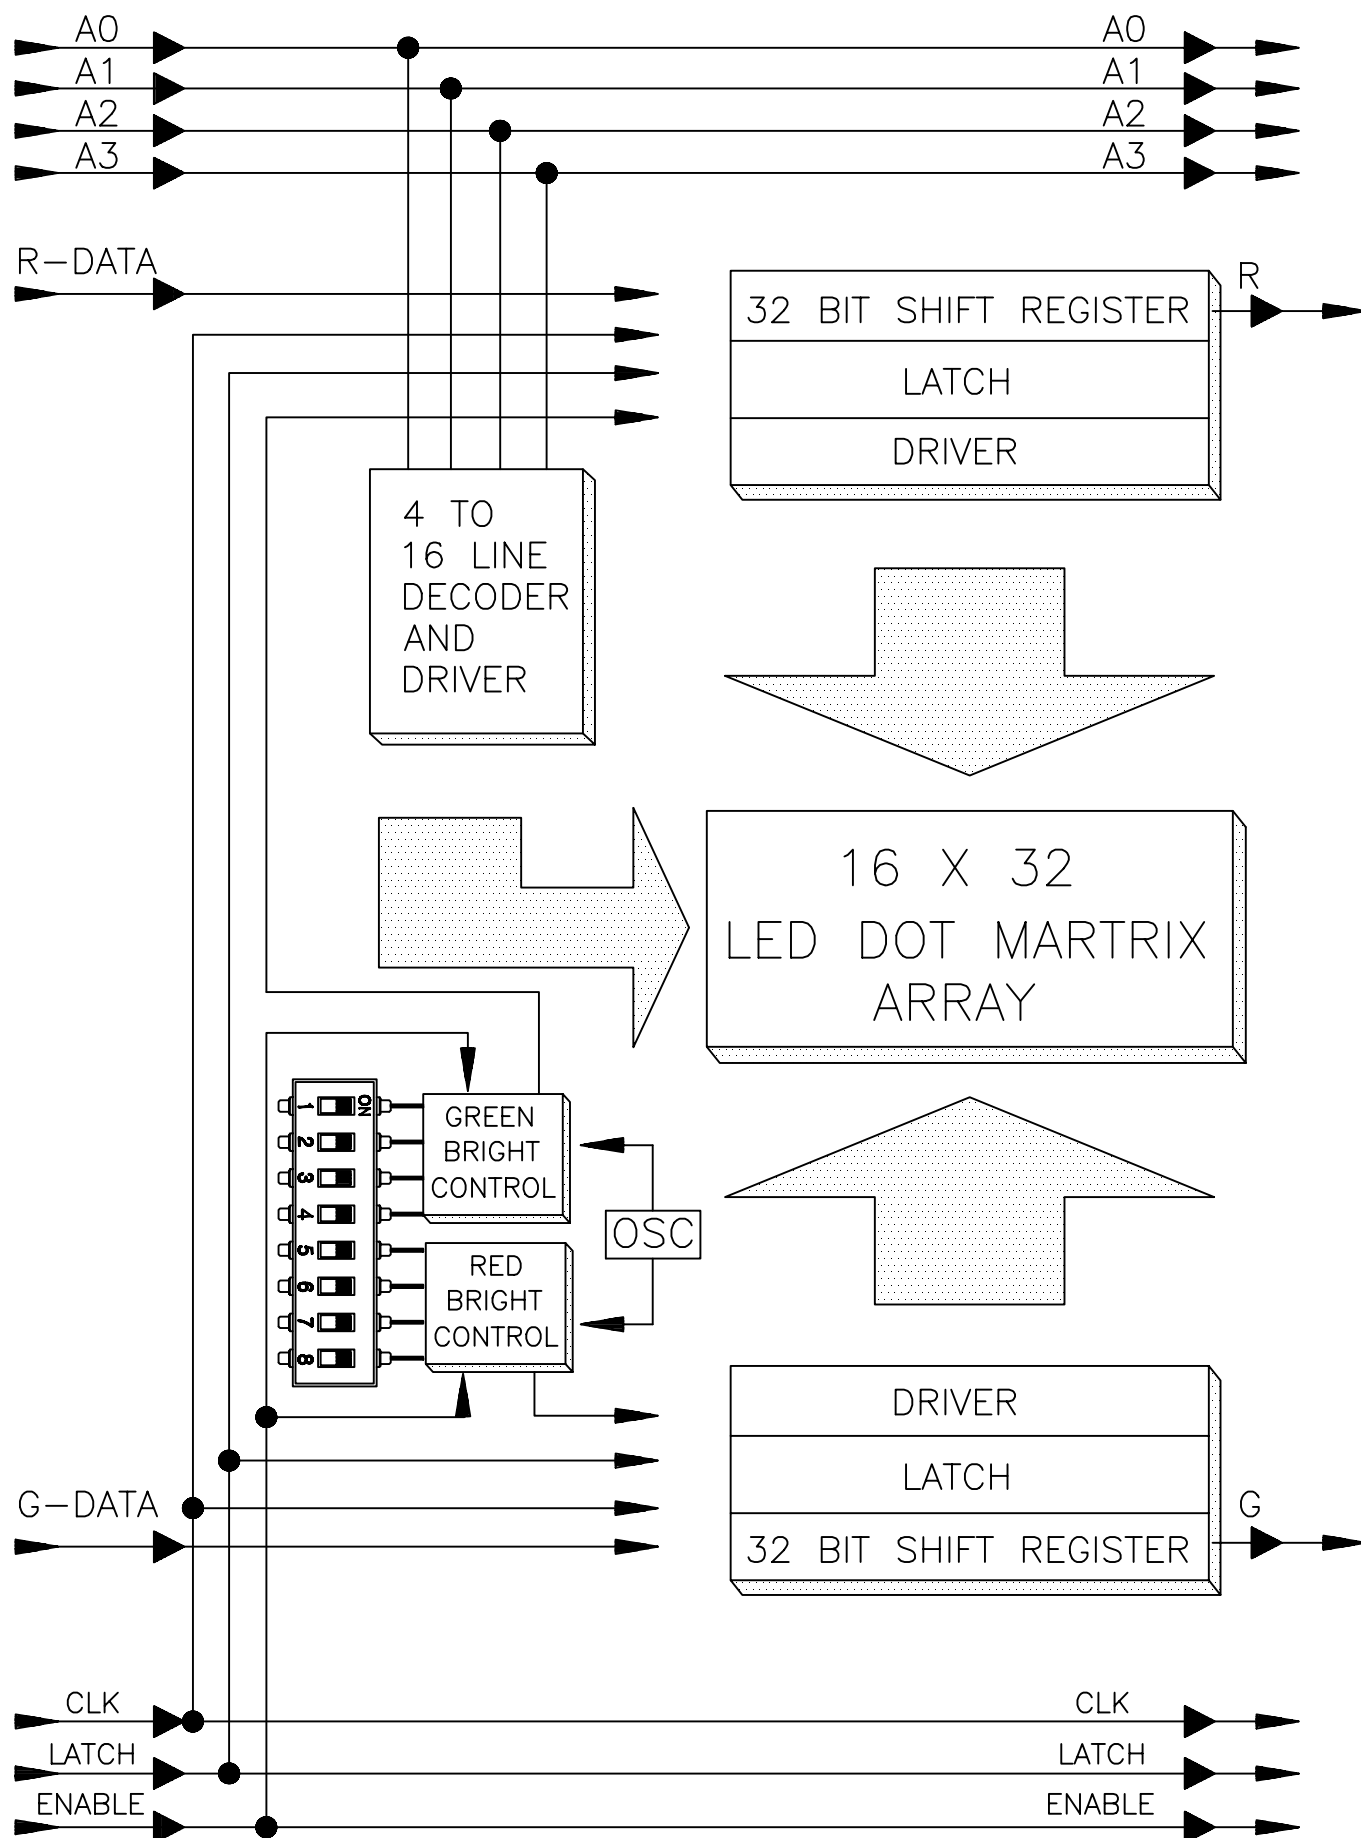 A0 A0
A1 A1
A2 A2
A3 A3
R-DATA
R
32 BIT SHIFT REGISTER
LATCH
DRIVER
4 TO
16 LINE
DECODER
AND
DRIVER
16 X 32
LED DOT MARTRIX
ARRAY
ON
1
2
3
4
5
6
7
8
GREEN
BRIGHT
CONTROL
OSC
RED
BRIGHT
CONTROL
DRIVER
LATCH
32 BIT SHIFT REGISTER
G-DATA
G
CLK CLK
LATCH LATCH
ENABLE ENABLE